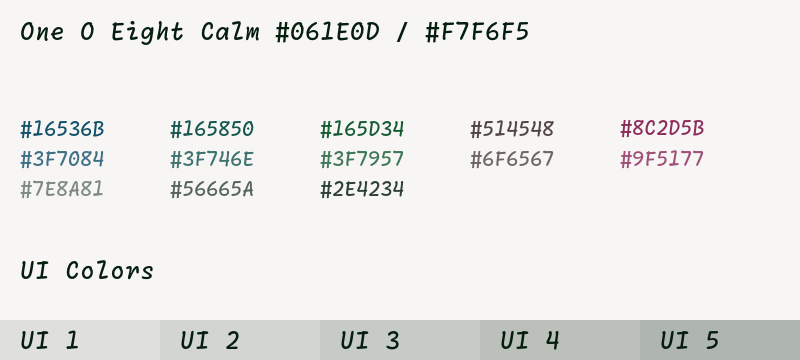 One O Eight Calm #061E0D / #F7F6F5
#16536B #165850 #165D34 #514548 #8C2D5B
#3F7084 #3F746E #3F7957 #6F6567 #9F5177
#7E8A81 #56665A #2E4234
UI Colors
UI 1 UI 2 UI 3 UI 4 UI 5